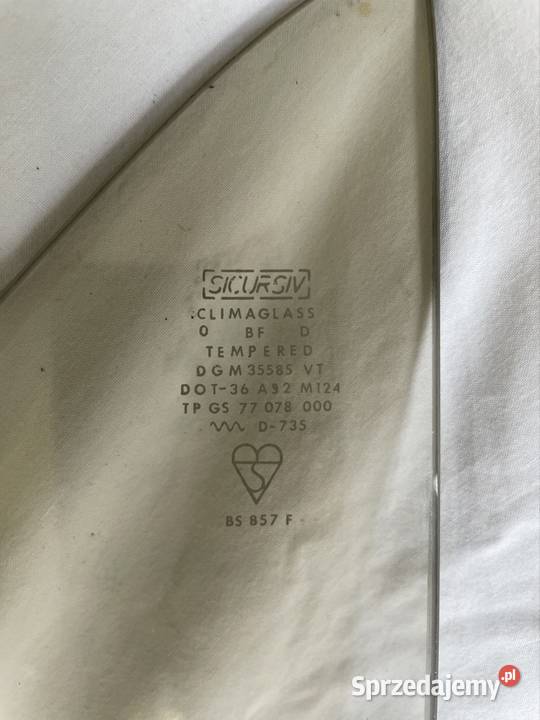 SICURSIV
CLIMAGLASS
0 BF D
TEMPERED
DGM 35585 VT
DOT-36 AS2 M124
TP GS 77 078 000
D-735
S
BS 857 F
Sprzedajemy.pl